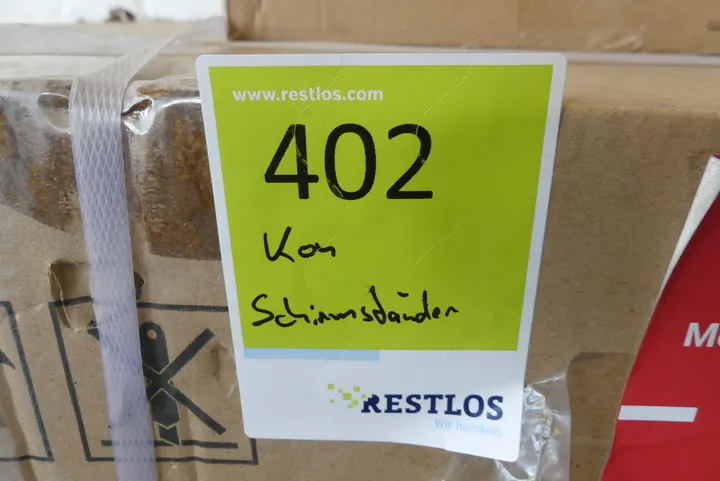 www.restlos.com
402
Kon
Schirmständer
RESTLOS
Wir handeln.
M